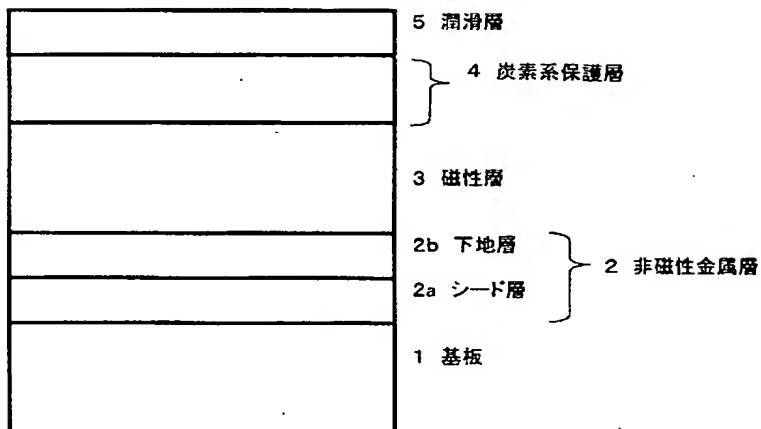 5 潤滑層
4 炭素系保護層
3 磁性層
2b 下地層
2 非磁性金属層
2a シード層
1 基板